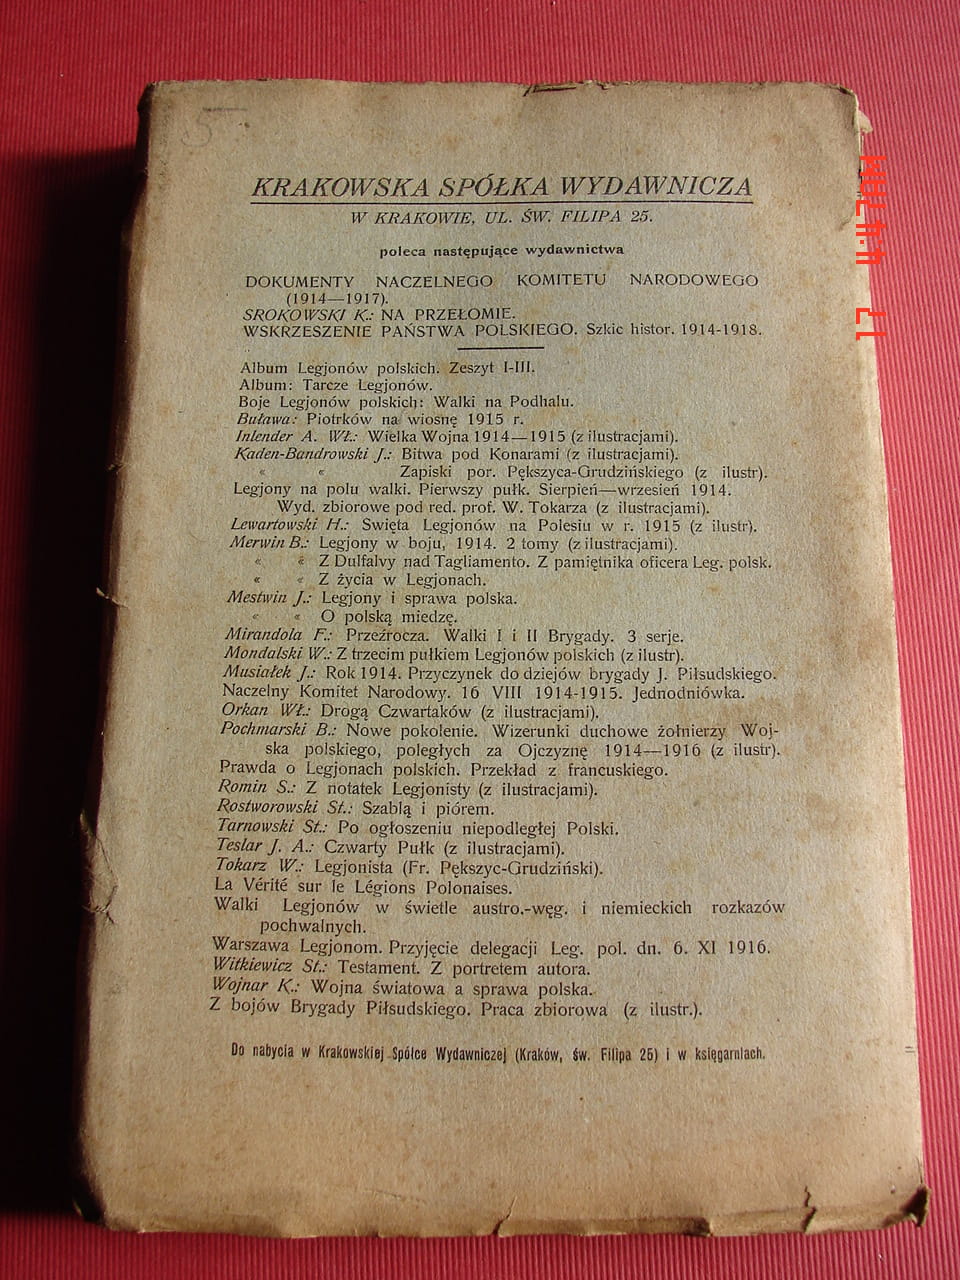 5
KRAKOWSKA SPÓŁKA WYDAWNICZA
W KRAKOWIE, UL. ŚW. FILIPA 25.
poleca następujące wydawnictwa
DOKUMENTY NACZELNEGO KOMITETU NARODOWEGO
(1914—1917).
SROKOWSKI K.: NA PRZEŁOMIE.
WSKRZESZENIE PAŃSTWA POLSKIEGO. Szkic histor. 1914-1918.
Album Legjonów polskich. Zeszyt I-III.
Album: Tarcze Legjonów.
Boje Legjonów polskich: Walki na Podhalu.
Buława: Piotrków na wiosnę 1915 r.
Inlender A. Wł.: Wielka Wojna 1914—1915 (z ilustracjami).
Kaden-Bandrowski J.: Bitwa pod Konarami (z ilustracjami).
« « Zapiski por. Pększyca-Grudzińskiego (z ilustr).
Legjony na polu walki. Pierwszy pułk. Sierpień—wrzesień 1914.
Wyd. zbiorowe pod red. prof. W. Tokarza (z ilustracjami).
Lewartowski H.: Święta Legjonów na Polesiu w r. 1915 (z ilustr).
Merwin B.: Legjony w boju, 1914. 2 tomy (z ilustracjami).
« « Z Dulfalvy nad Tagliamento. Z pamiętnika oficera Leg. polsk.
« « Z życia w Legjonach.
Mestwin J.: Legjony i sprawa polska.
« « O polską miedzę.
Mirandola F.: Przeźrocza. Walki I i II Brygady. 3 serje.
Mondalski W.: Z trzecim pułkiem Legjonów polskich (z ilustr).
Musiałek J.: Rok 1914. Przyczynek do dziejów brygady J. Piłsudskiego.
Naczelny Komitet Narodowy. 16 VIII 1914-1915. Jednodniówka.
Orkan Wł.: Drogą Czwartaków (z ilustracjami).
Pochmarski B.: Nowe pokolenie. Wizerunki duchowe żołnierzy Woj-
ska polskiego, poległych za Ojczyznę 1914—1916 (z ilustr).
Prawda o Legjonach polskich. Przekład z francuskiego.
Romin S.: Z notatek Legjonisty (z ilustracjami).
Rostworowski St.: Szablą i piórem.
Tarnowski St.: Po ogłoszeniu niepodległej Polski.
Teslar J. A.: Czwarty Pułk (z ilustracjami).
Tokarz W.: Legjonista (Fr. Pększyc-Grudziński).
La Vérité sur le Légions Polonaises.
Walki Legjonów w świetle austro.-węg. i niemieckich rozkazów
pochwalnych.
Warszawa Legjonom. Przyjęcie delegacji Leg. pol. dn. 6. XI 1916.
Witkiewicz St.: Testament. Z portretem autora.
Wojnar K.: Wojna światowa a sprawa polska.
Z bojów Brygady Piłsudskiego. Praca zbiorowa (z ilustr.).
Do nabycia w Krakowskiej Spółce Wydawniczej (Kraków, św. Filipa 25) i w księgarniach.